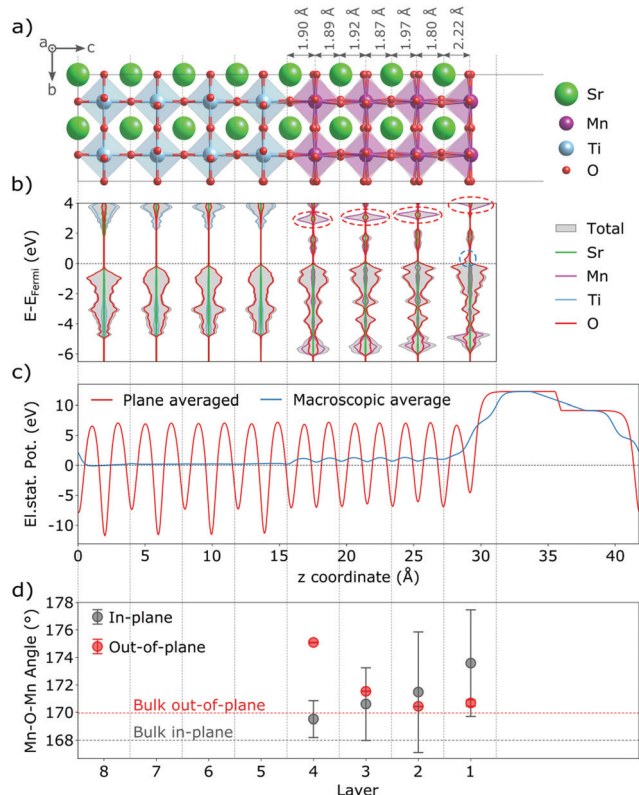 a)
a
c
b
1.90 Å
1.89 Å
1.92 Å
1.87 Å
1.97 Å
1.80 Å
2.22 Å
Sr
Mn
Ti
O
b)
4
2
0
-2
-4
-6
E-EFermi (eV)
Total
Sr
Mn
Ti
O
c)
Plane averaged
Macroscopic average
10
5
0
-5
-10
El.stat. Pot. (eV)
0 5 10 15 20 25 30 35 40
z coordinate (Å)
d)
178
176
174
172
170
168
Mn-O-Mn Angle (°)
In-plane
Out-of-plane
Bulk out-of-plane
Bulk in-plane
8 7 6 5 4 3 2 1
Layer